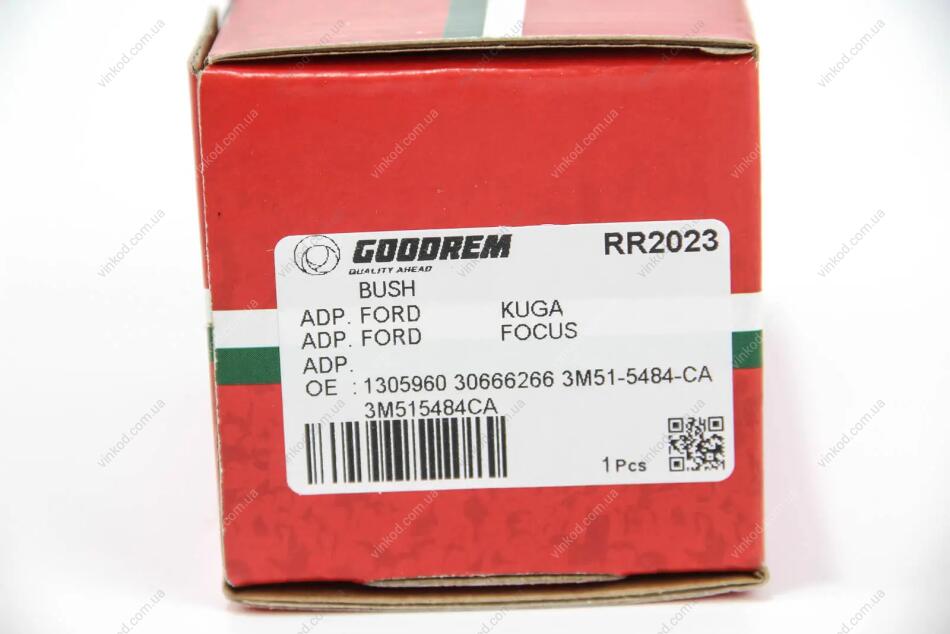 GOODREM RR2023
QUALITY AHEAD
BUSH
ADP. FORD KUGA
ADP. FORD FOCUS
ADP.
OE : 1305960 30666266 3M51-5484-CA
3M515484CA
1 Pcs
vinkod.com.ua